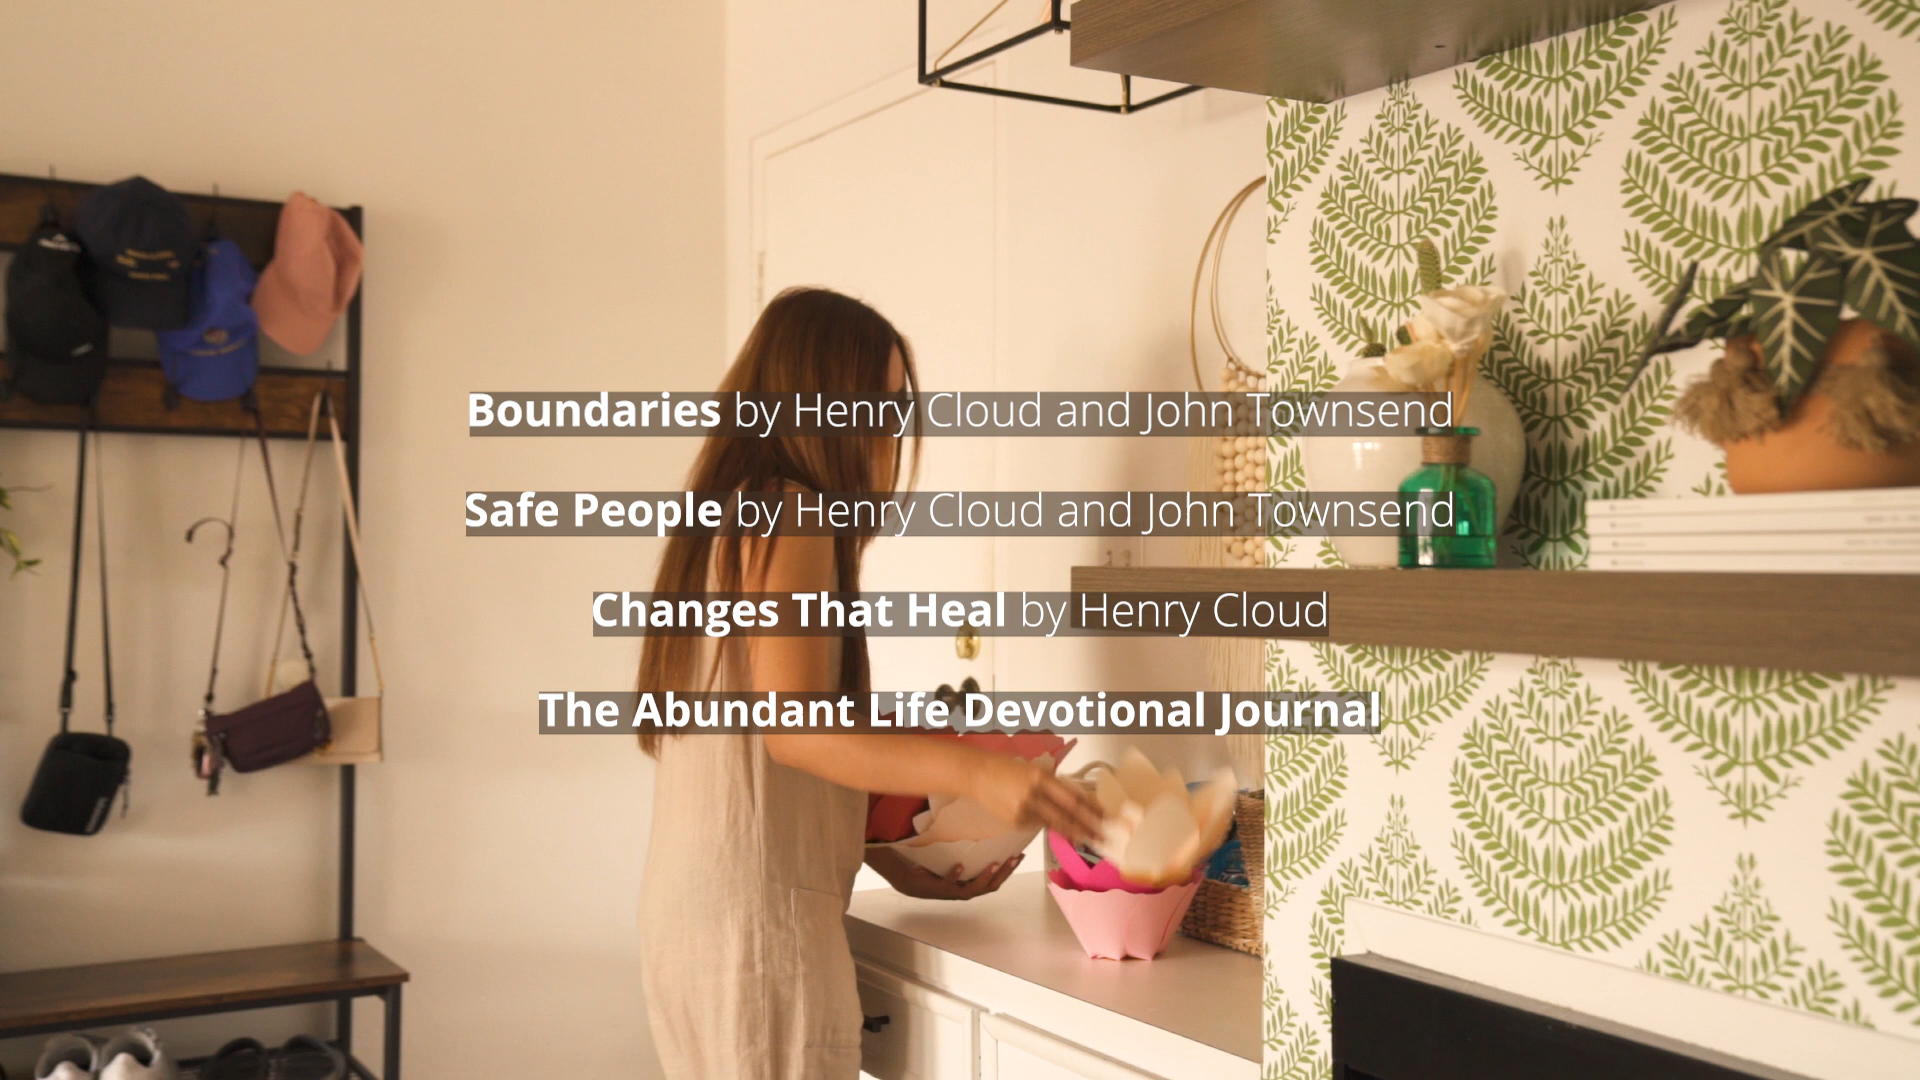 Boundaries by Henry Cloud and John Townsend
Safe People by Henry Cloud and John Townsend
Changes That Heal by Henry Cloud
The Abundant Life Devotional Journal